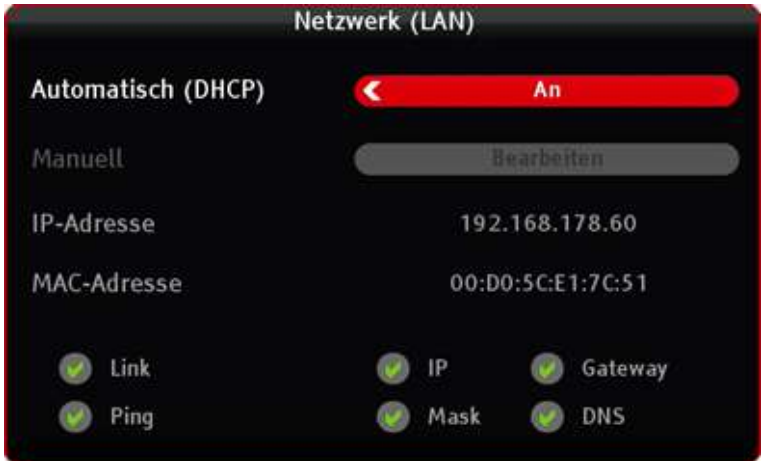 Netzwerk (LAN)
Automatisch (DHCP) An
Manuell Bearbeiten
IP-Adresse 192.168.178.60
MAC-Adresse 00:D0:5C:E1:7C:51
Link IP Gateway
Ping Mask DNS